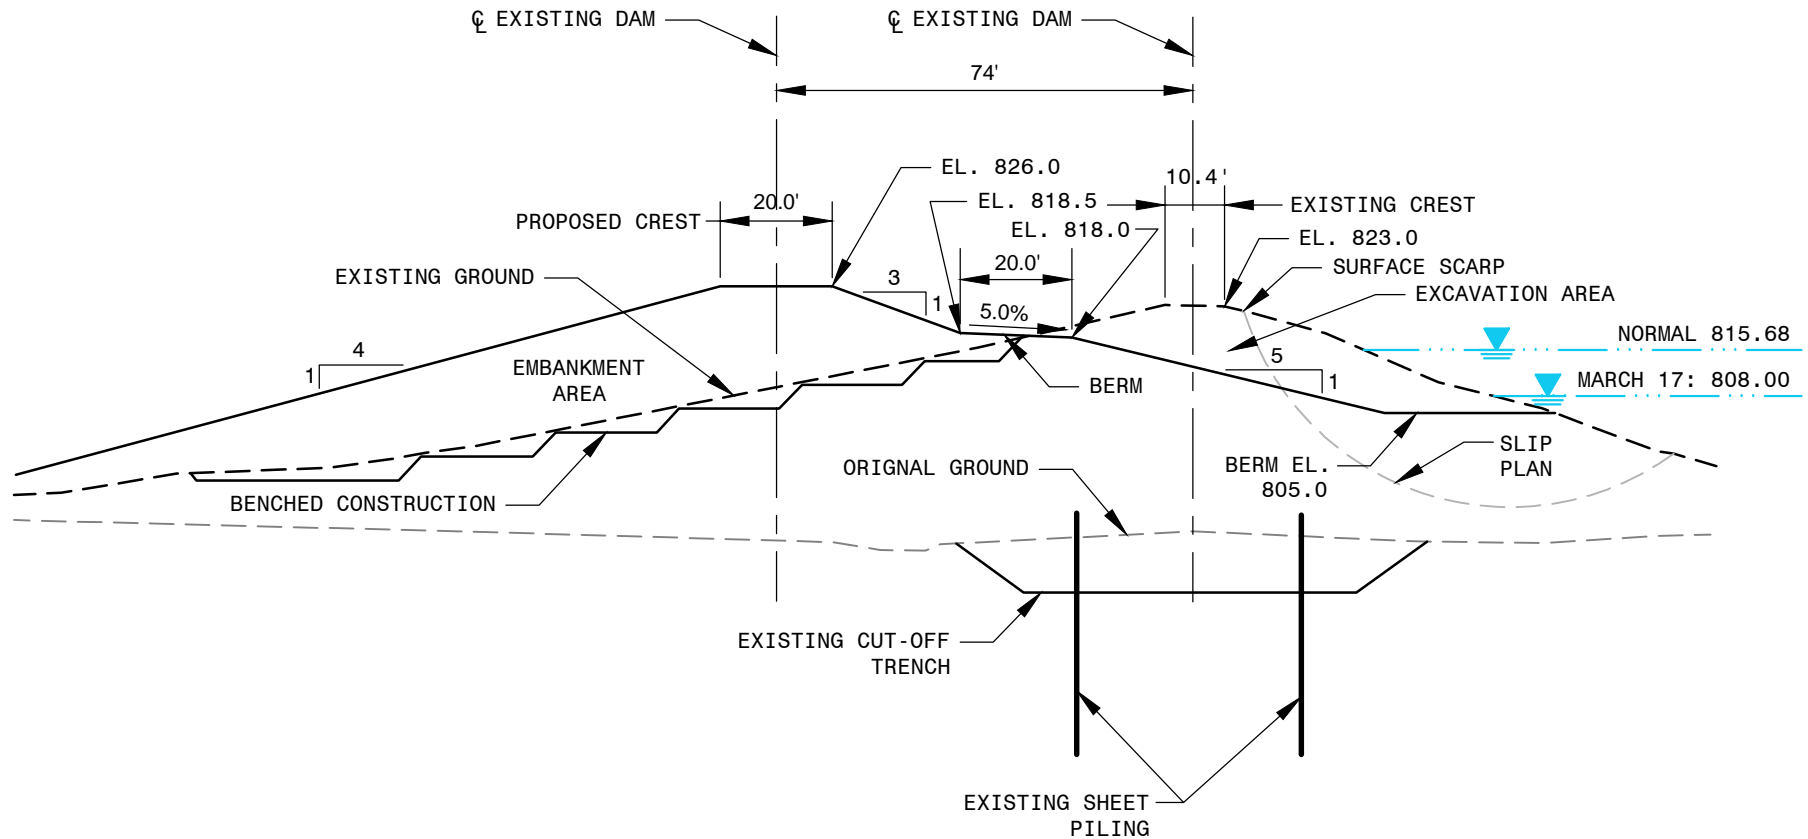 ℄ EXISTING DAM
℄ EXISTING DAM
74'
EL. 826.0
10.4'
20.0'
EL. 818.5
EXISTING CREST
PROPOSED CREST
EL. 818.0
EL. 823.0
20.0'
SURFACE SCARP
EXISTING GROUND
3
1
EXCAVATION AREA
5.0%
NORMAL 815.68
4
1
EMBANKMENT
AREA
5
1
BERM
MARCH 17: 808.00
ORIGNAL GROUND
BERM EL.
805.0
SLIP
PLAN
BENCHED CONSTRUCTION
EXISTING CUT-OFF
TRENCH
EXISTING SHEET
PILING